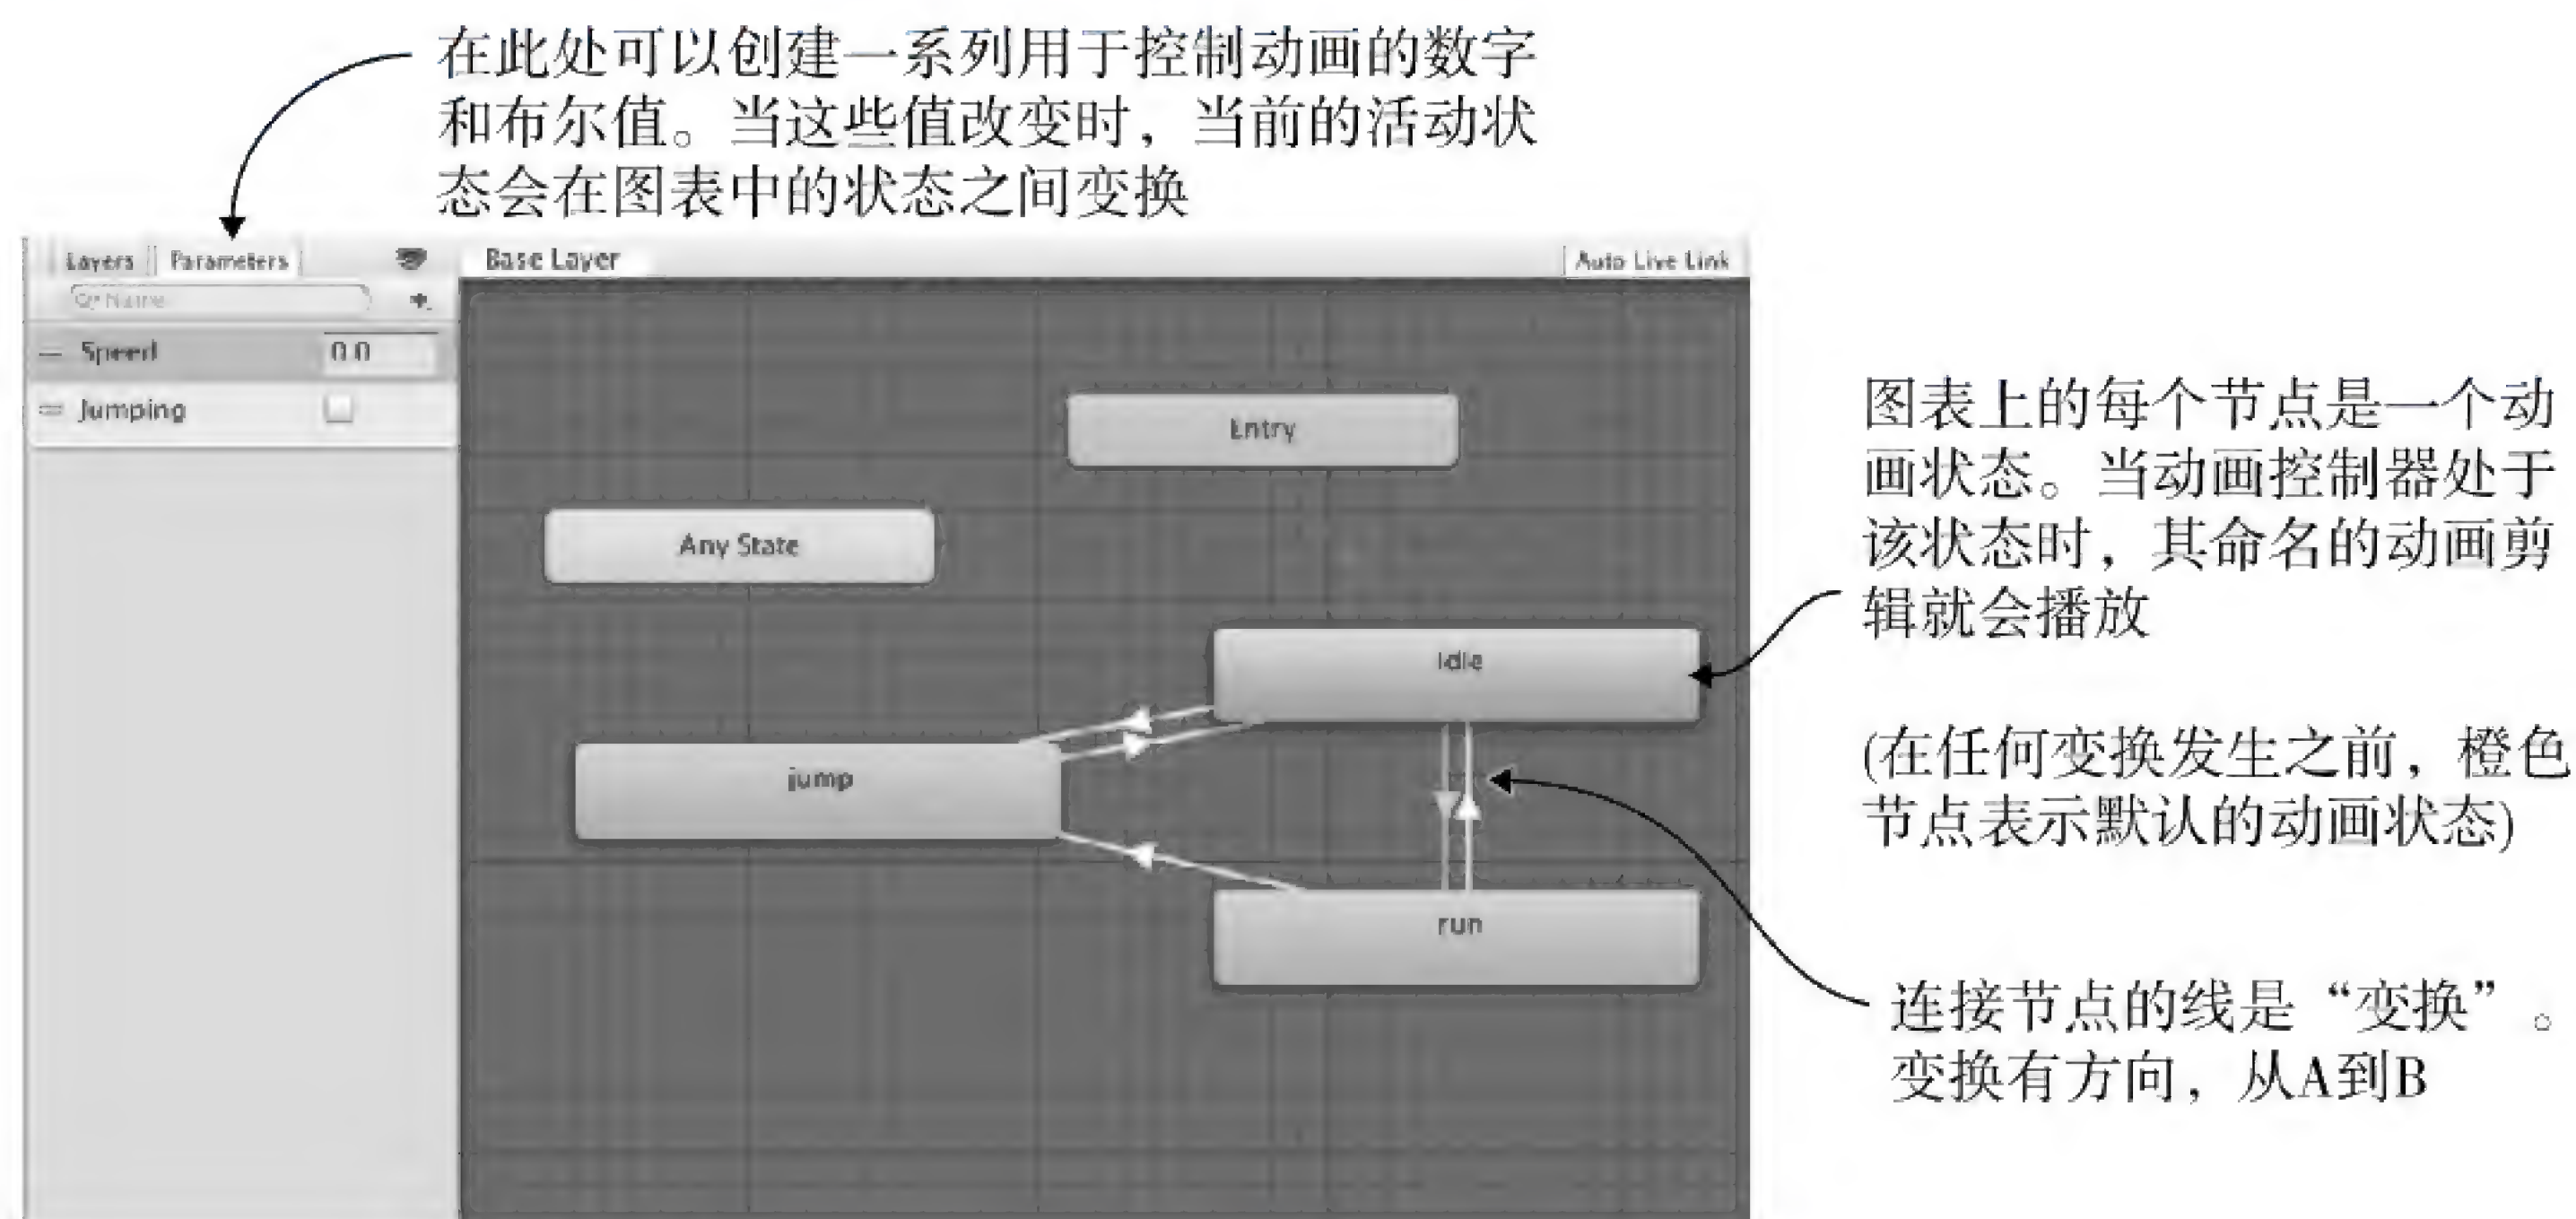 在此处可以创建一系列用于控制动画的数字
和布尔值。当这些值改变时，当前的活动状
态会在图表中的状态之间变换
Layers
Parameters
Base Layer
Auto Live Link
Name
Speed
0.0
Jumping
Entry
Any State
Idle
jump
run
图表上的每个节点是一个动
画状态。当动画控制器处于
该状态时，其命名的动画剪
辑就会播放
(在任何变换发生之前，橙色
节点表示默认的动画状态)
连接节点的线是“变换”。
变换有方向，从A到B